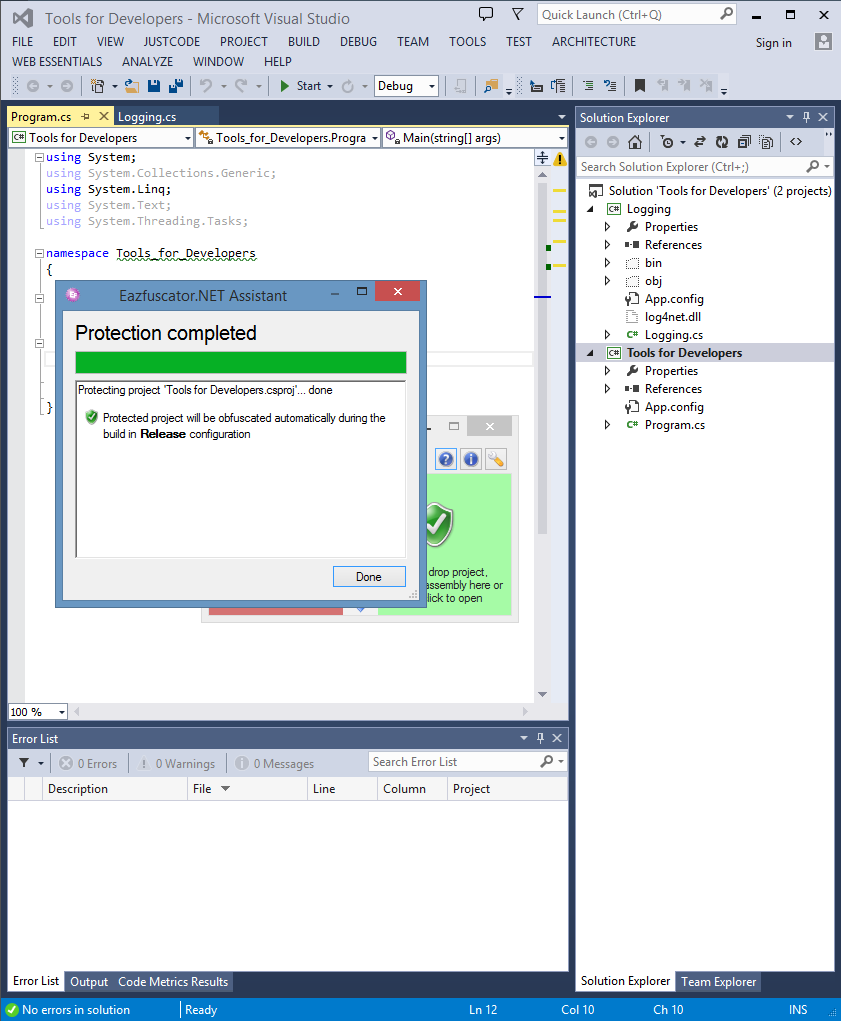 Tools for Developers - Microsoft Visual Studio
Quick Launch (Ctrl+Q)
FILE EDIT VIEW JUSTCODE PROJECT BUILD DEBUG TEAM TOOLS TEST ARCHITECTURE
Sign in
WEB ESSENTIALS ANALYZE WINDOW HELP
Start
Debug
Program.cs
Logging.cs
C# Tools for Developers
Tools_for_Developers.Progra
Main(string[] args)
using System;
using System.Collections.Generic;
using System.Linq;
using System.Text;
using System.Threading.Tasks;
namespace Tools_for_Developers
{
}
Eazfuscator.NET Assistant
Protection completed
Protecting project 'Tools for Developers.csproj'... done
Protected project will be obfuscated automatically during the
build in Release configuration
Done
drop project,
assembly here or
lick to open
100 %
Solution Explorer
Search Solution Explorer (Ctrl+;)
Solution 'Tools for Developers' (2 projects)
C# Logging
Properties
References
bin
obj
App.config
log4net.dll
C# Logging.cs
C# Tools for Developers
Properties
References
App.config
C# Program.cs
Error List
0 Errors
0 Warnings
0 Messages
Search Error List
Description File Line Column Project
Error List Output Code Metrics Results
Solution Explorer Team Explorer
No errors in solution
Ready
Ln 12
Col 10
Ch 10
INS